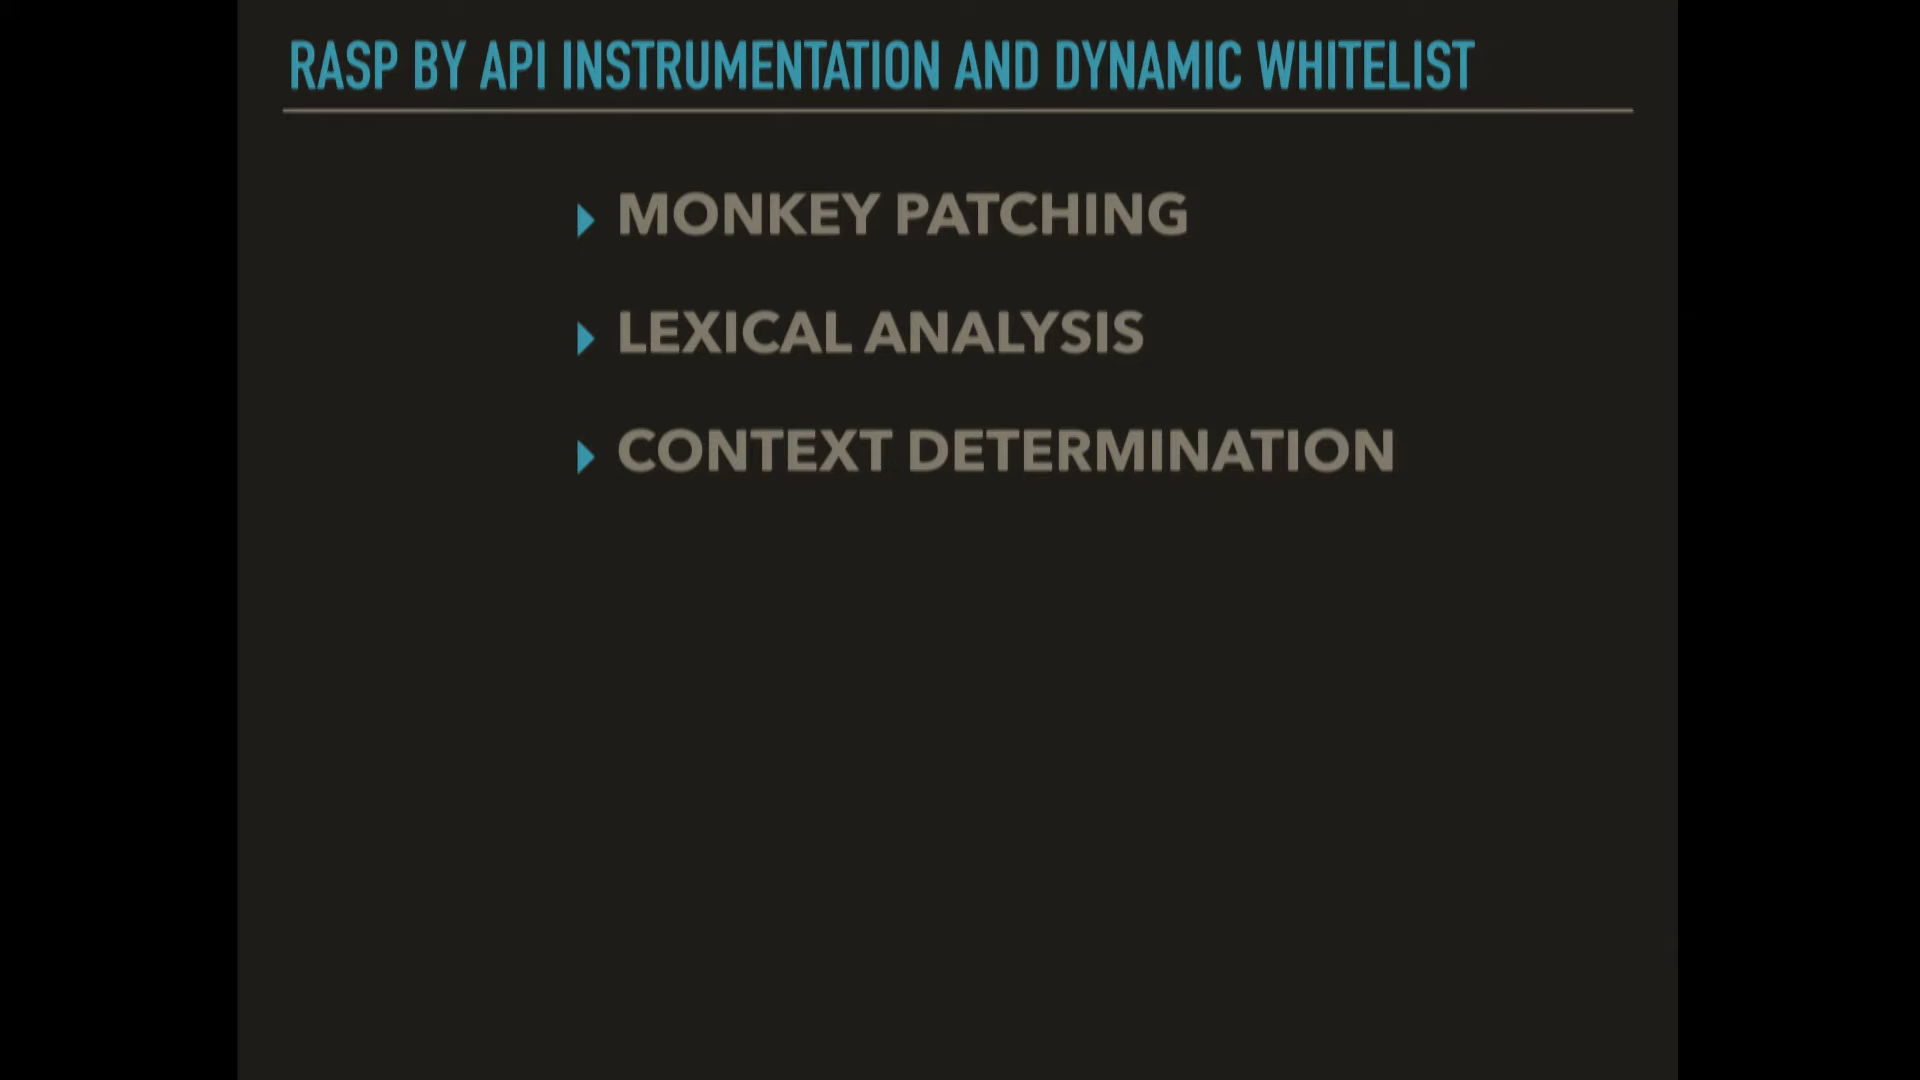 RASP BY API INSTRUMENTATION AND DYNAMIC WHITELIST
MONKEY PATCHING
LEXICAL ANALYSIS
CONTEXT DETERMINATION